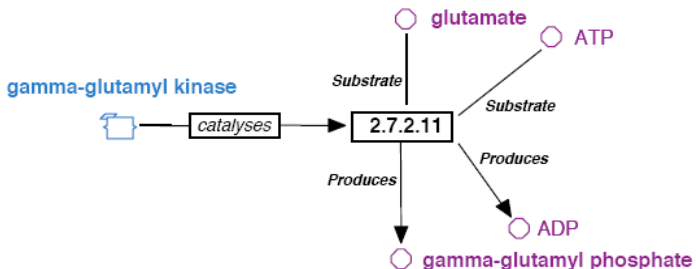 glutamate
ATP
Substrate
gamma-glutamyl kinase
Substrate
catalyses
2.7.2.11
Produces
Produces
ADP
gamma-glutamyl phosphate